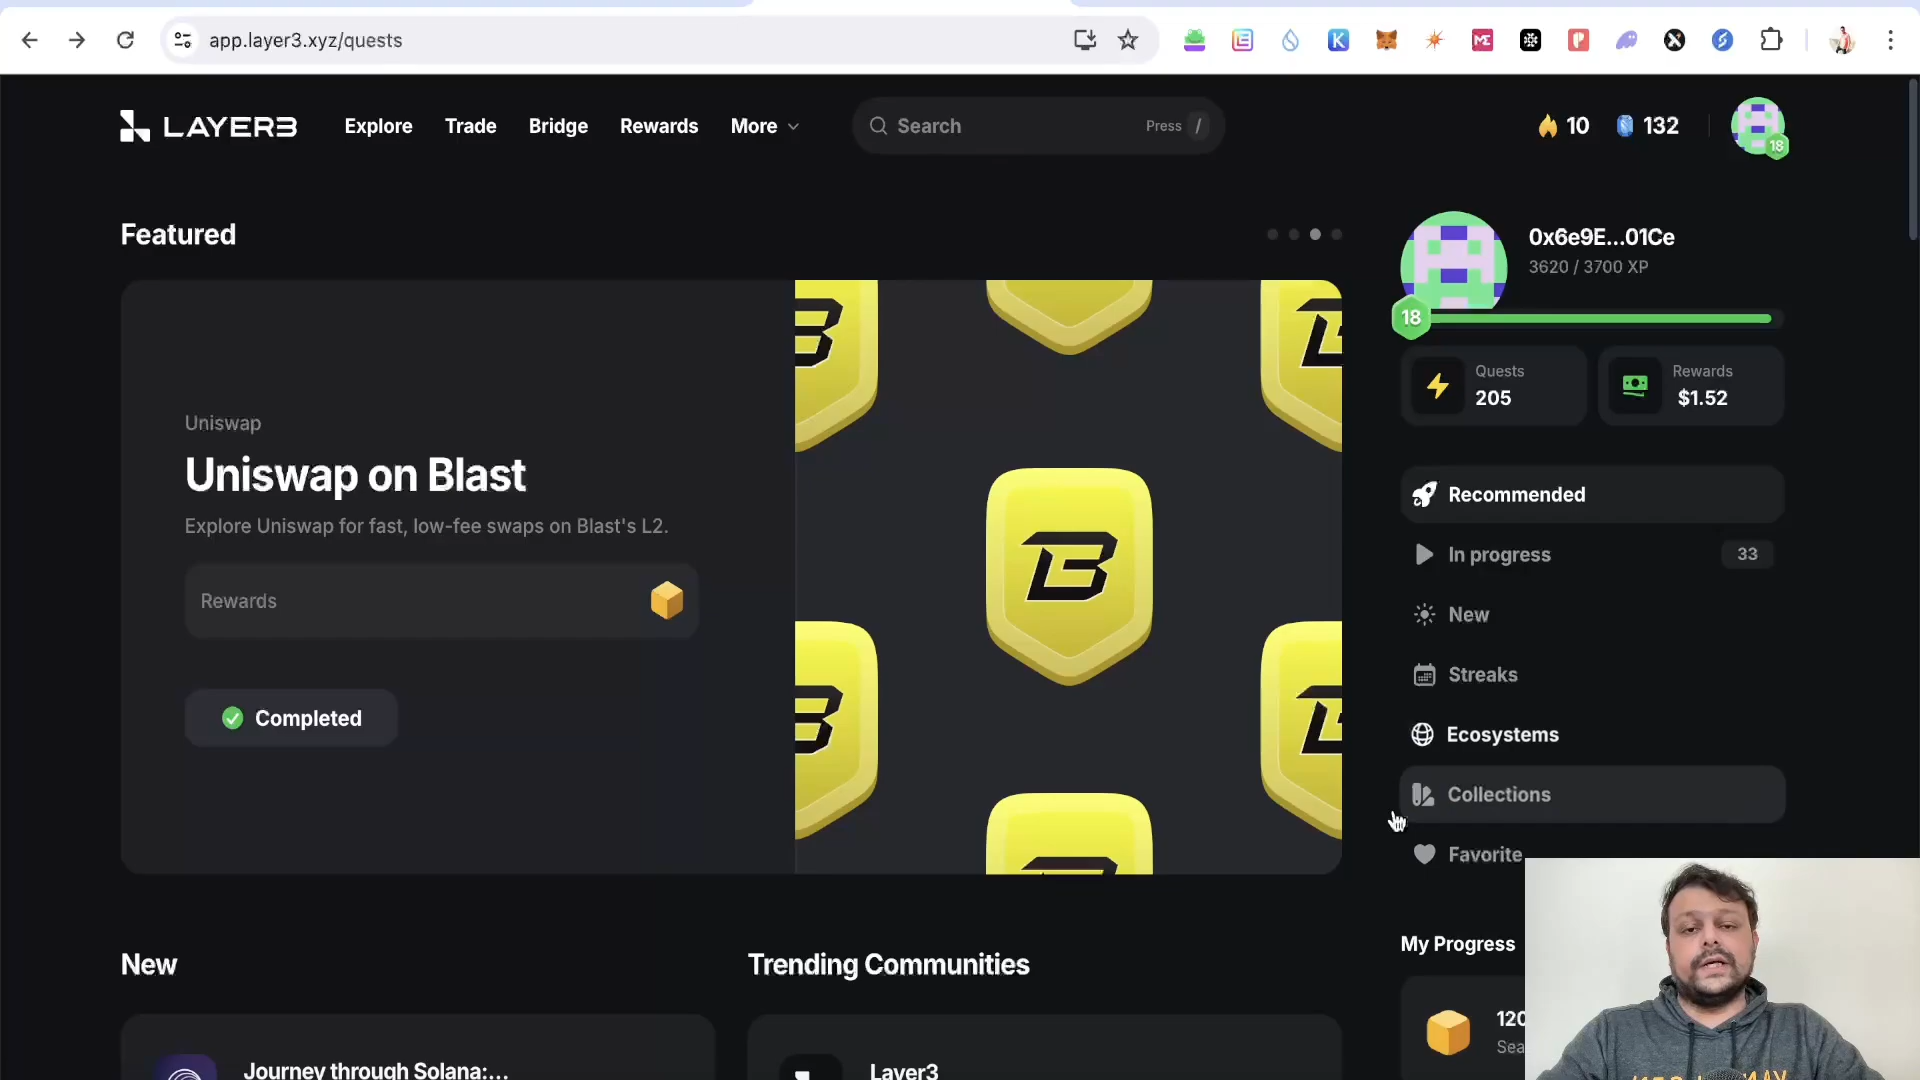 app.layer3.xyz/quests
LAYER3
Explore
Trade
Bridge
Rewards
More
Search
Press /
10
132
18
Featured
0x6e9E...01Ce
3620 / 3700 XP
18
Quests
205
Rewards
$1.52
Uniswap
Uniswap on Blast
Explore Uniswap for fast, low-fee swaps on Blast's L2.
Rewards
Completed
Recommended
In progress
33
New
Streaks
Ecosystems
Collections
Favorite
My Progress
120
Sea
New
Trending Communities
Journey through Solana:...
Layer3